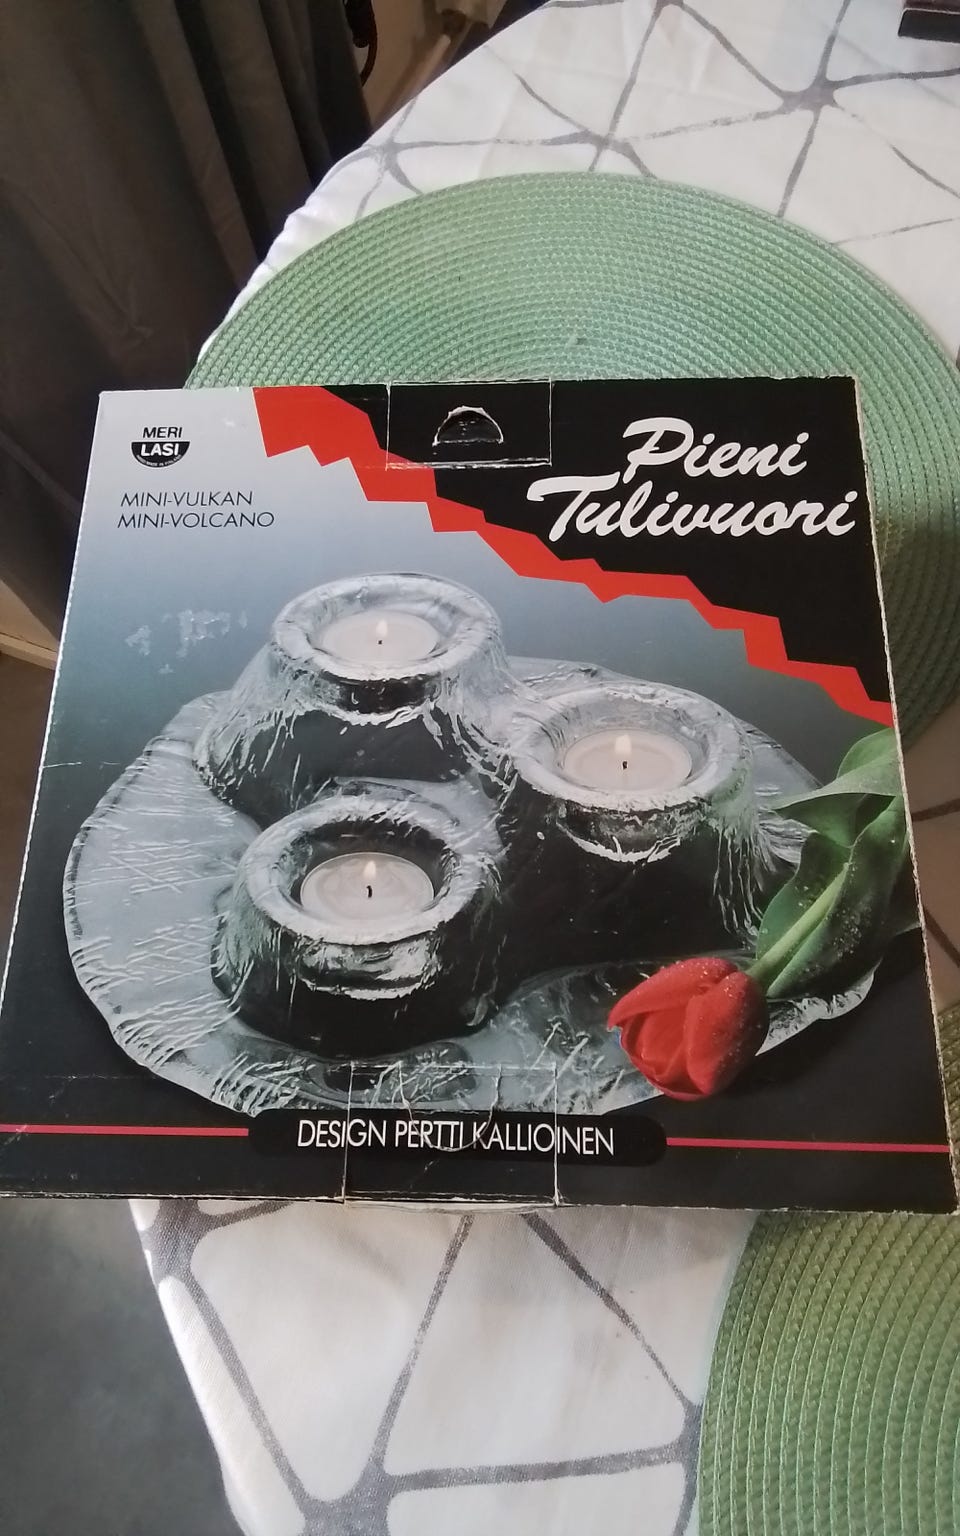 MERI
LASI
MINI-VULKAN
MINI-VOLCANO
Pieni
Tulivuori
DESIGN PERTTI KALLIOINEN